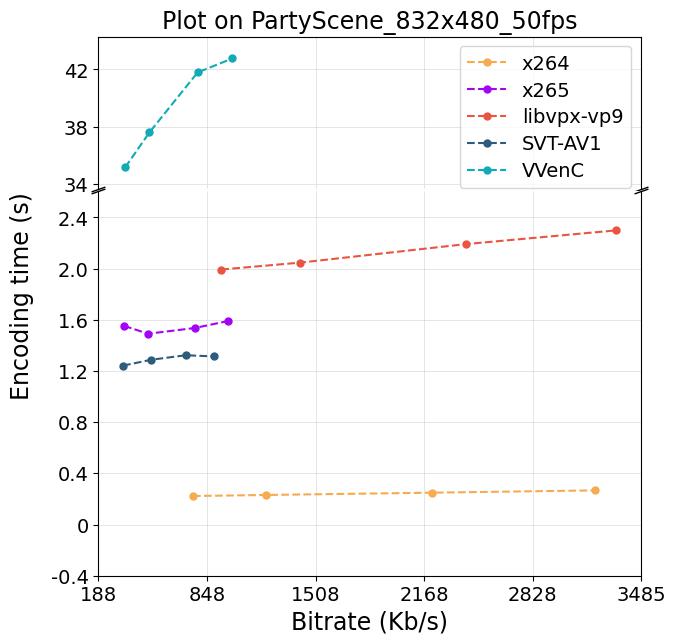 Plot on PartyScene_832x480_50fps
42
38
34
2.4
2.0
1.6
1.2
0.8
0.4
0
-0.4
Encoding time (s)
x264
x265
libvpx-vp9
SVT-AV1
VVenC
188 848 1508 2168 2828 3485
Bitrate (Kb/s)